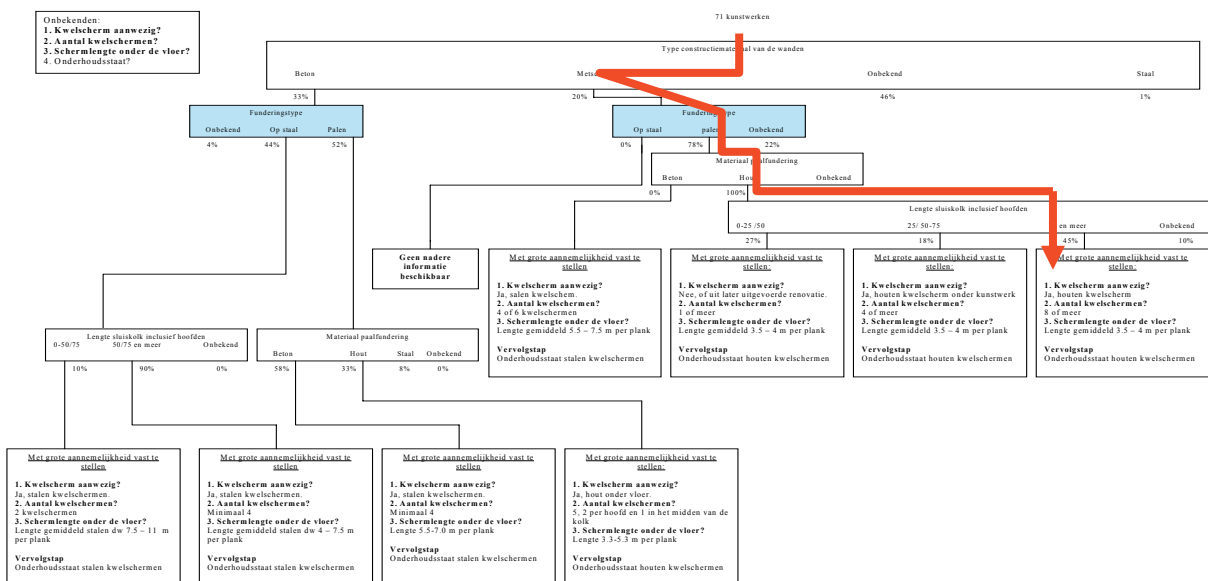 Onbekenden:
1. Kwelscherm aanwezig?
2. Aantal kwelschermen?
3. Schermlengte onder de vloer?
4. Onderhoudsstaat?
71 kunstwerken
Type constructiemateriaal van de wanden
Beton Onbekend Staal
33% 20% 46% 1%
Funderingstype
Onbekend Op staal Palen
4% 44% 52%
Funderingstype
Op staal palen Onbekend
0% 78% 22%
Materiaal paalfundering
Beton Hout Onbekend
0% 100%
Lengte sluiskolk inclusief hoofden
0-25 /50 25/ 50-75 en meer Onbekend
27% 18% 45% 10%
Geen nadere
informatie
beschikbaar
Met grote aannemelijkheid vast te
stellen
1. Kwelscherm aanwezig?
Ja, salen kwelschem.
2. Aantal kwelschermen?
4 of 6 kwelschermen
3. Schermlengte onder de vloer?
Lengte gemiddeld 5.5 – 7.5 m per plank
Vervolgstap
Onderhoudsstaat stalen kwelschermen
Met grote aannemelijkheid vast te
stellen:
1. Kwelscherm aanwezig?
Nee, of uit later uitgevoerde renovatie.
2. Aantal kwelschermen?
1 of meer
3. Schermlengte onder de vloer?
Lengte gemiddeld 3.5 – 4 m per plank
Vervolgstap
Onderhoudsstaat houten kwelschermen
Met grote aannemelijkheid vast te
stellen:
1. Kwelscherm aanwezig?
Ja, houten kwelscherm onder kunstwerk
2. Aantal kwelschermen?
4 of meer
3. Schermlengte onder de vloer?
Lengte gemiddeld 3.5 – 4 m per plank
Vervolgstap
Onderhoudsstaat houten kwelschermen
Met grote aannemelijkheid vast te
stellen:
1. Kwelscherm aanwezig?
Ja, houten kwelscherm
2. Aantal kwelschermen?
8 of meer
3. Schermlengte onder de vloer?
Lengte gemiddeld 3.5 – 4 m per plank
Vervolgstap
Onderhoudsstaat houten kwelschermen
Lengte sluiskolk inclusief hoofden
0-50/75 50/75 en meer Onbekend
10% 90% 0%
Materiaal paalfundering
Beton Hout Staal Onbekend
58% 33% 8% 0%
Met grote aannemelijkheid vast te
stellen
1. Kwelscherm aanwezig?
Ja, stalen kwelschermen.
2. Aantal kwelschermen?
2 kwelschermen
3. Schermlengte onder de vloer?
Lengte gemiddeld stalen dw 7.5 – 11 m
per plank
Vervolgstap
Onderhoudsstaat stalen kwelschermen
Met grote aannemelijkheid vast te
stellen
1. Kwelscherm aanwezig?
Ja, stalen kwelschermen.
2. Aantal kwelschermen?
Minimaal 4
3. Schermlengte onder de vloer?
Lengte gemiddeld stalen dw 4 – 7.5 m
per plank
Vervolgstap
Onderhoudsstaat stalen kwelschermen
Met grote aannemelijkheid vast te
stellen
1. Kwelscherm aanwezig?
Ja, stalen kwelschermen.
2. Aantal kwelschermen?
Minimaal 4
3. Schermlengte onder de vloer?
Lengte 5.5-7.0 m per plank
Vervolgstap
Onderhoudsstaat stalen kwelschermen
Met grote aannemelijkheid vast te
stellen:
1. Kwelscherm aanwezig?
Ja, hout onder vloer.
2. Aantal kwelschermen?
5, 2 per hoofd en 1 in het midden van de
kolk
3. Schermlengte onder de vloer?
Lengte 3.3-5.3 m per plank
Vervolgstap
Onderhoudsstaat houten kwelschermen